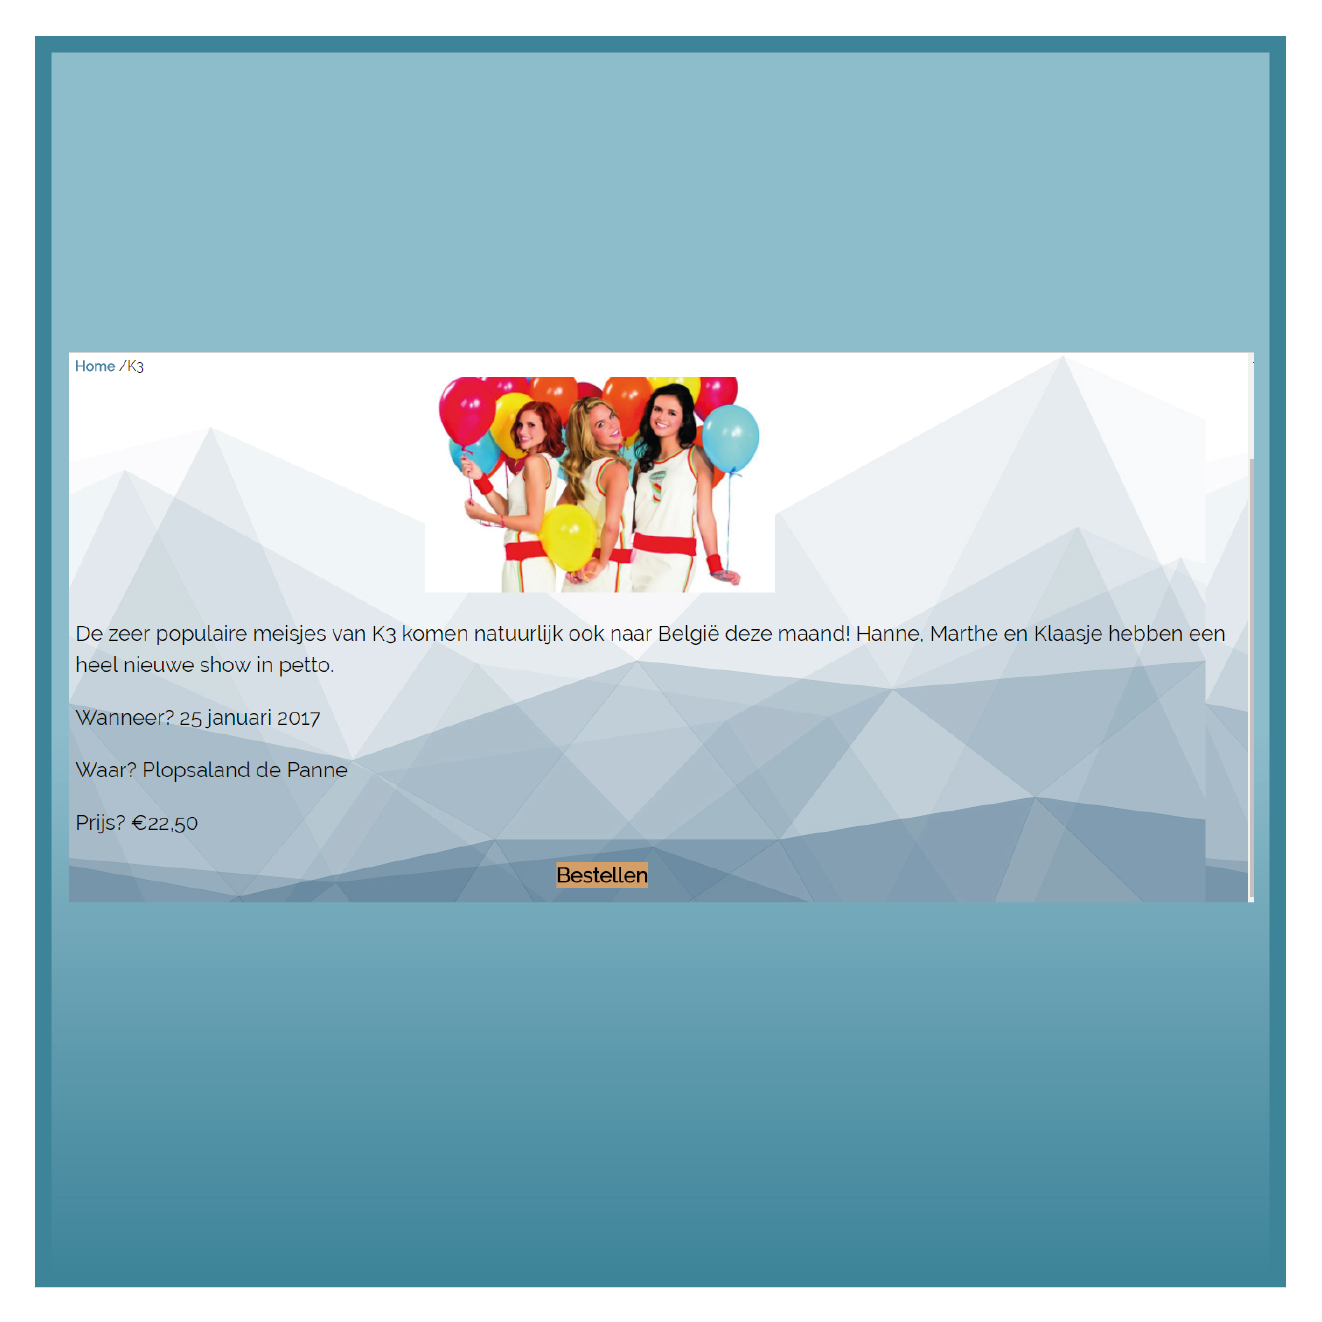 Home /K3
De zeer populaire meisjes van K3 komen natuurlijk ook naar België deze maand! Hanne, Marthe en Klaasje hebben een
heel nieuwe show in petto.
Wanneer? 25 januari 2017
Waar? Plopsaland de Panne
Prijs? €22,50
Bestellen